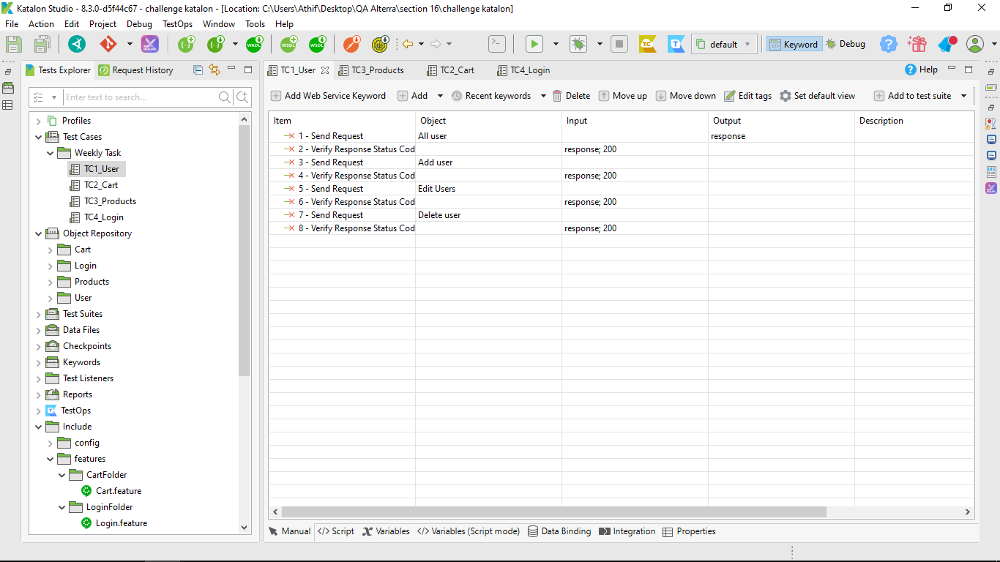 Katalon Studio - 8.3.0-d5f44c67 - challenge katalon - [Location: C:\Users\Athif\Desktop\QA Alterra\section 16\challenge katalon]
File Action Edit Project Debug TestOps Window Tools Help
WADL WSDL WSDL TC T default Keyword Debug
Tests Explorer Request History
TC1_User TC3_Products TC2_Cart TC4_Login Help
Enter text to search...
Add Web Service Keyword Add Recent keywords Delete Move up Move down Edit tags Set default view Add to test suite
Profiles
Test Cases
Weekly Task
TC1_User
TC2_Cart
TC3_Products
TC4_Login
Object Repository
Cart
Login
Products
User
Test Suites
Data Files
Checkpoints
Keywords
Test Listeners
Reports
TestOps
Include
config
features
CartFolder
Cart.feature
LoginFolder
Login.feature
Item Object Input Output Description
1 - Send Request All user response
2 - Verify Response Status Cod response; 200
3 - Send Request Add user
4 - Verify Response Status Cod response; 200
5 - Send Request Edit Users
6 - Verify Response Status Cod response; 200
7 - Send Request Delete user
8 - Verify Response Status Cod response; 200
Manual </> Script Variables </> Variables (Script mode) Data Binding Integration Properties